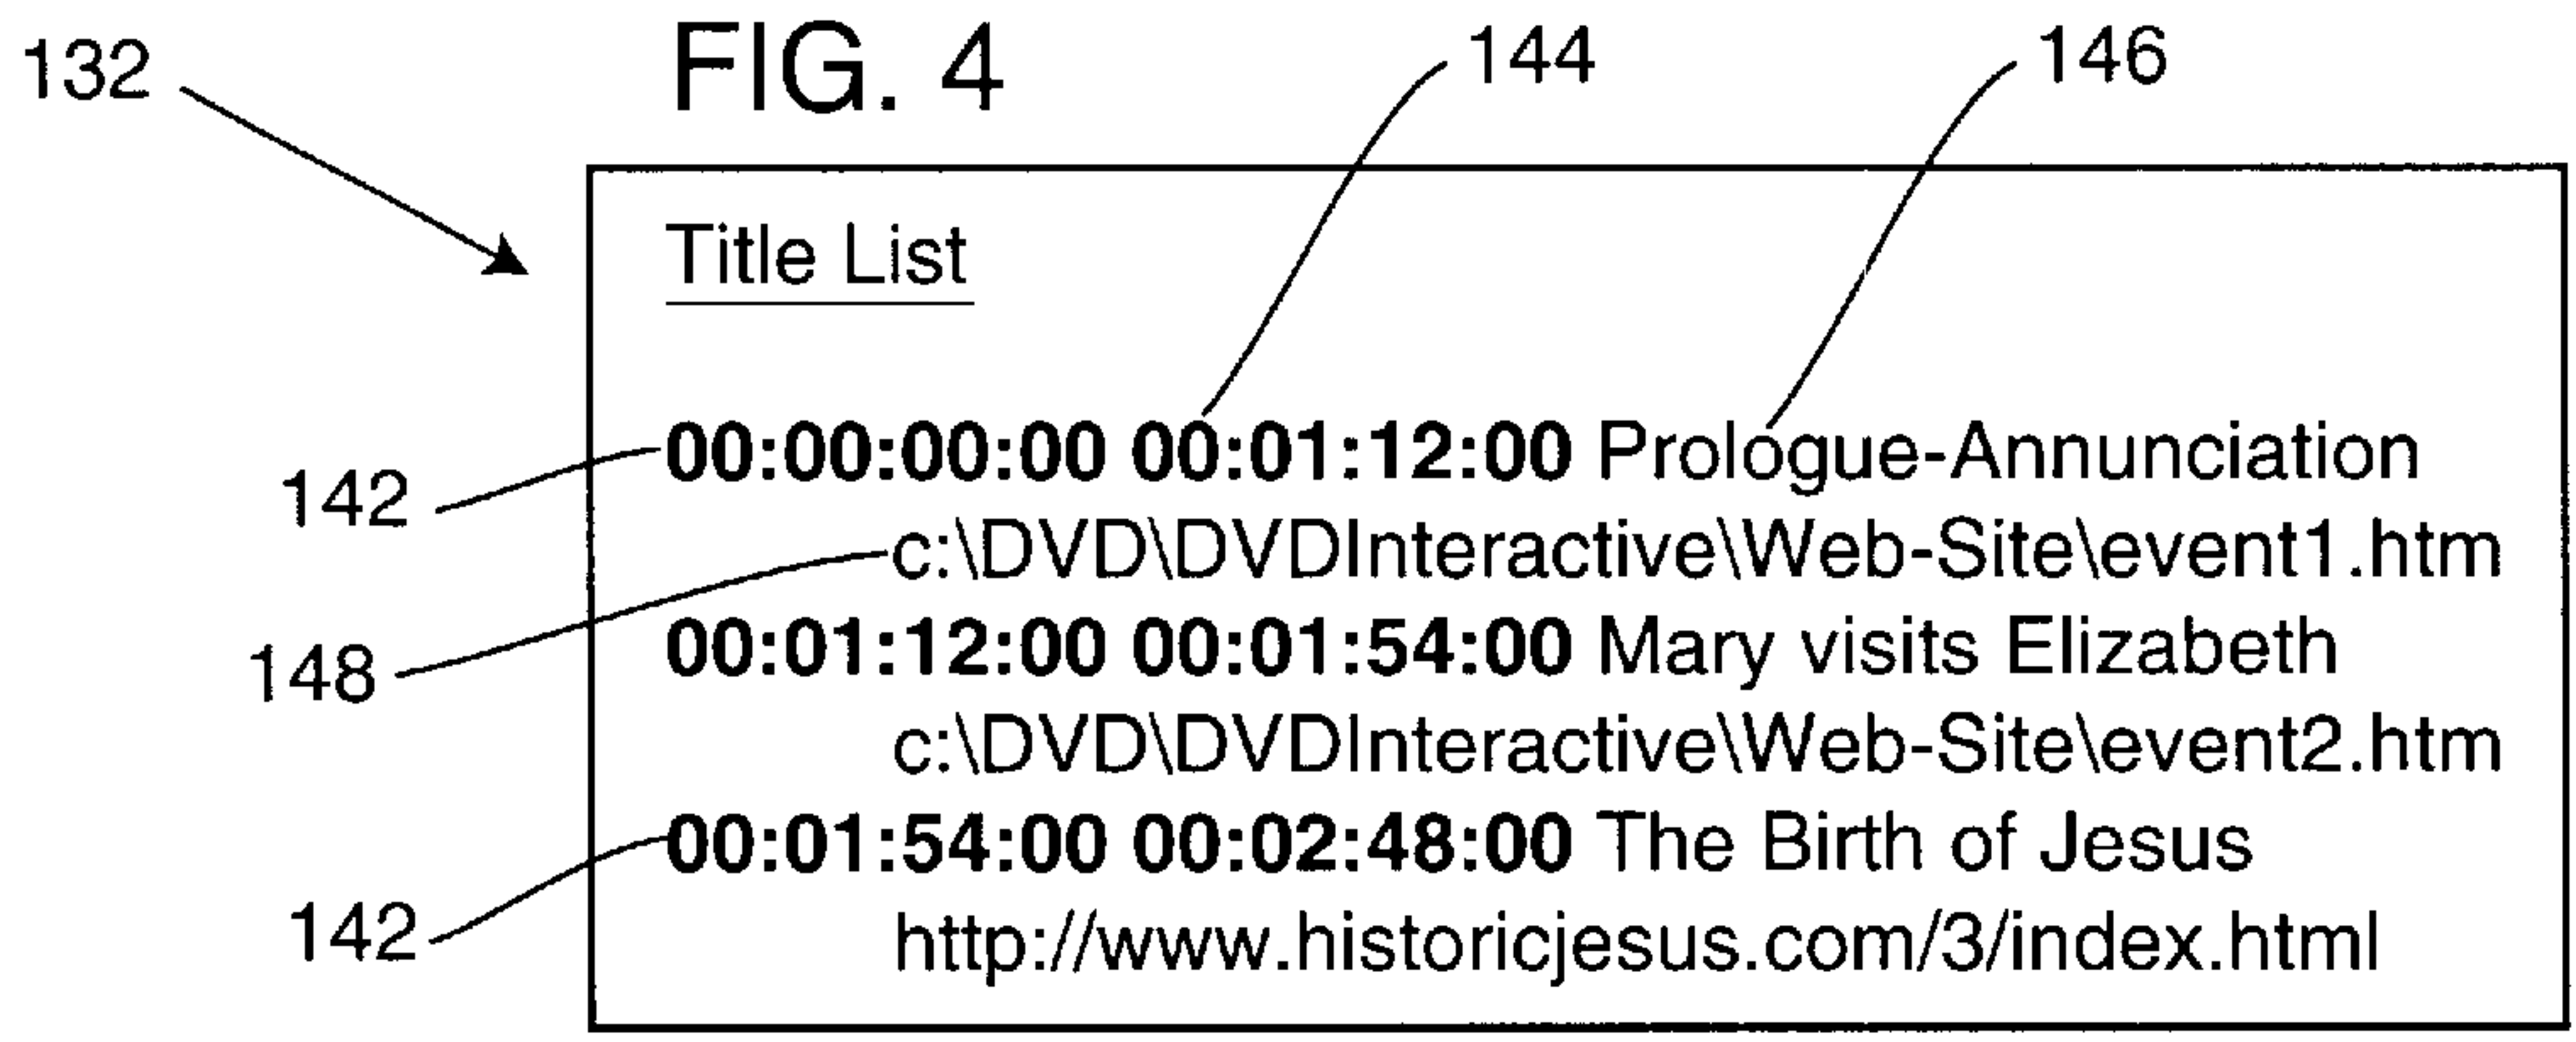 FIG. 4
132
144
146
Title List
00:00:00:00 00:01:12:00 Prologue-Annunciation
142
c:\DVD\DVDInteractive\Web-Site\event1.htm
148
00:01:12:00 00:01:54:00 Mary visits Elizabeth
c:\DVD\DVDInteractive\Web-Site\event2.htm
00:01:54:00 00:02:48:00 The Birth of Jesus
142
http://www.historicjesus.com/3/index.html